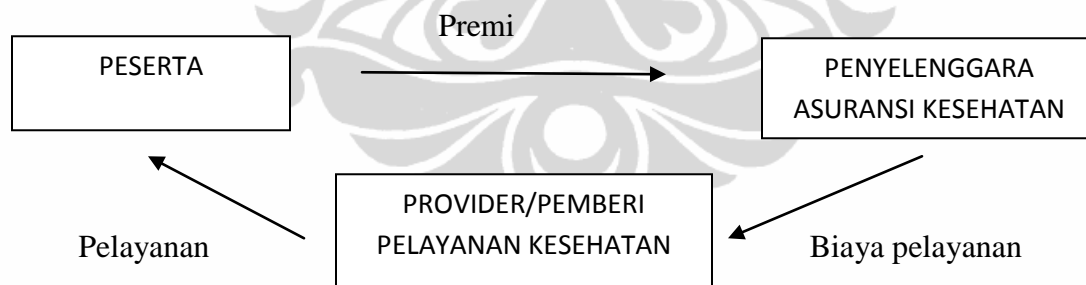 Premi
PESERTA
PENYELENGGARA
ASURANSI KESEHATAN
PROVIDER/PEMBERI
PELAYANAN KESEHATAN
Pelayanan
Biaya pelayanan